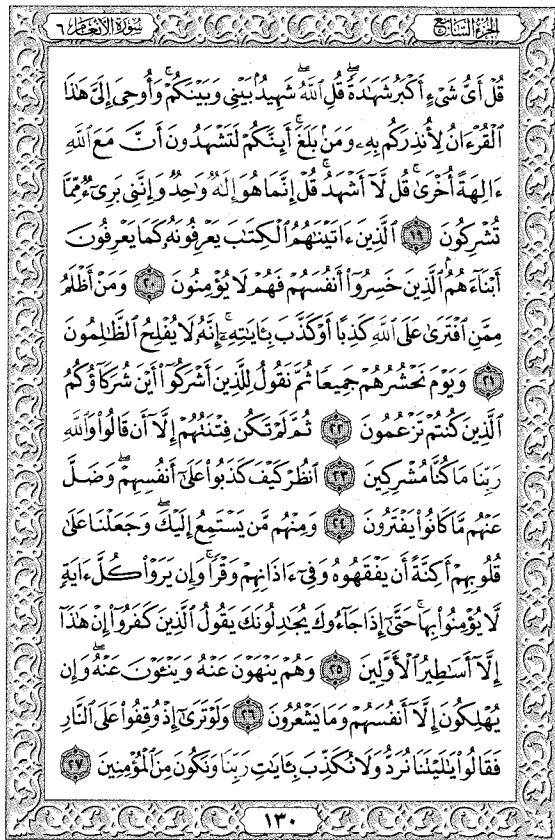 الجزء السابع
سورة الأنعام ٦
قُلْ أَىُّ شَىْءٍ أَكْبَرُ شَهَٰدَةً ۖ قُلِ ٱللَّهُ ۖ شَهِيدٌۢ بَيْنِى وَبَيْنَكُمْ ۚ وَأُوحِىَ إِلَىَّ هَٰذَا
ٱلْقُرْءَانُ لِأُنذِرَكُم بِهِۦ وَمَنۢ بَلَغَ ۚ أَئِنَّكُمْ لَتَشْهَدُونَ أَنَّ مَعَ ٱللَّهِ
ءَالِهَةً أُخْرَىٰ ۚ قُل لَّآ أَشْهَدُ ۚ قُلْ إِنَّمَا هُوَ إِلَٰهٌ وَٰحِدٌ وَإِنَّنِى بَرِىٓءٌ مِّمَّا
تُشْرِكُونَ ١٩ ٱلَّذِينَ ءَاتَيْنَٰهُمُ ٱلْكِتَٰبَ يَعْرِفُونَهُۥ كَمَا يَعْرِفُونَ
أَبْنَآءَهُمُ ۘ ٱلَّذِينَ خَسِرُوٓا۟ أَنفُسَهُمْ فَهُمْ لَا يُؤْمِنُونَ ٢٠ وَمَنْ أَظْلَمُ
مِمَّنِ ٱفْتَرَىٰ عَلَى ٱللَّهِ كَذِبًا أَوْ كَذَّبَ بِـَٔايَٰتِهِۦٓ ۗ إِنَّهُۥ لَا يُفْلِحُ ٱلظَّٰلِمُونَ
٢١ وَيَوْمَ نَحْشُرُهُمْ جَمِيعًا ثُمَّ نَقُولُ لِلَّذِينَ أَشْرَكُوٓا۟ أَيْنَ شُرَكَآؤُكُمُ
ٱلَّذِينَ كُنتُمْ تَزْعُمُونَ ٢٢ ثُمَّ لَمْ تَكُن فِتْنَتُهُمْ إِلَّآ أَن قَالُوا۟ وَٱللَّهِ
رَبِّنَا مَا كُنَّا مُشْرِكِينَ ٢٣ ٱنظُرْ كَيْفَ كَذَبُوا۟ عَلَىٰٓ أَنفُسِهِمْ ۚ وَضَلَّ
عَنْهُم مَّا كَانُوا۟ يَفْتَرُونَ ٢٤ وَمِنْهُم مَّن يَسْتَمِعُ إِلَيْكَ ۖ وَجَعَلْنَا عَلَىٰ
قُلُوبِهِمْ أَكِنَّةً أَن يَفْقَهُوهُ وَفِىٓ ءَاذَانِهِمْ وَقْرًا ۚ وَإِن يَرَوْا۟ كُلَّ ءَايَةٍ
لَّا يُؤْمِنُوا۟ بِهَا ۚ حَتَّىٰٓ إِذَا جَآءُوكَ يُجَٰدِلُونَكَ يَقُولُ ٱلَّذِينَ كَفَرُوٓا۟ إِنْ هَٰذَآ
إِلَّآ أَسَٰطِيرُ ٱلْأَوَّلِينَ ٢٥ وَهُمْ يَنْهَوْنَ عَنْهُ وَيَنْـَٔوْنَ عَنْهُ ۖ وَإِن
يُهْلِكُونَ إِلَّآ أَنفُسَهُمْ وَمَا يَشْعُرُونَ ٢٦ وَلَوْ تَرَىٰٓ إِذْ وُقِفُوا۟ عَلَى ٱلنَّارِ
فَقَالُوا۟ يَٰلَيْتَنَا نُرَدُّ وَلَا نُكَذِّبَ بِـَٔايَٰتِ رَبِّنَا وَنَكُونَ مِنَ ٱلْمُؤْمِنِينَ ٢٧
١٣٠